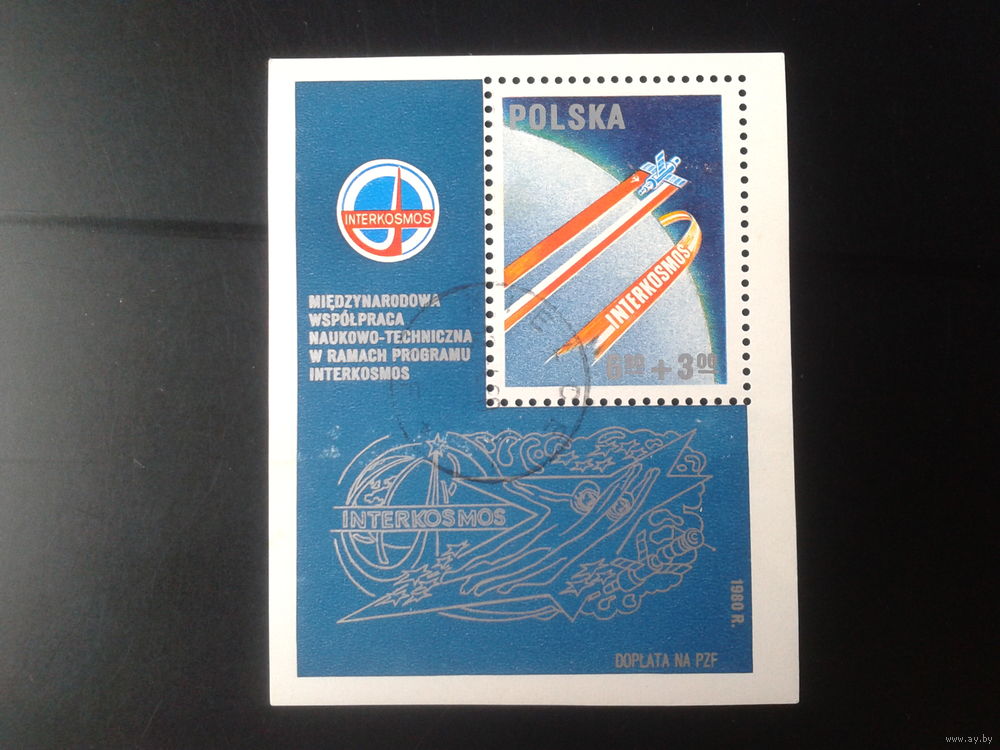 POLSKA
INTERKOSMOS
INTERKOSMOS
6.00 + 3.00
MIĘDZYNARODOWA
WSPÓŁPRACA
NAUKOWO-TECHNICZNA
W RAMACH PROGRAMU
INTERKOSMOS
INTERKOSMOS
1980 R.
DOPŁATA NA PZF
www.ay.by